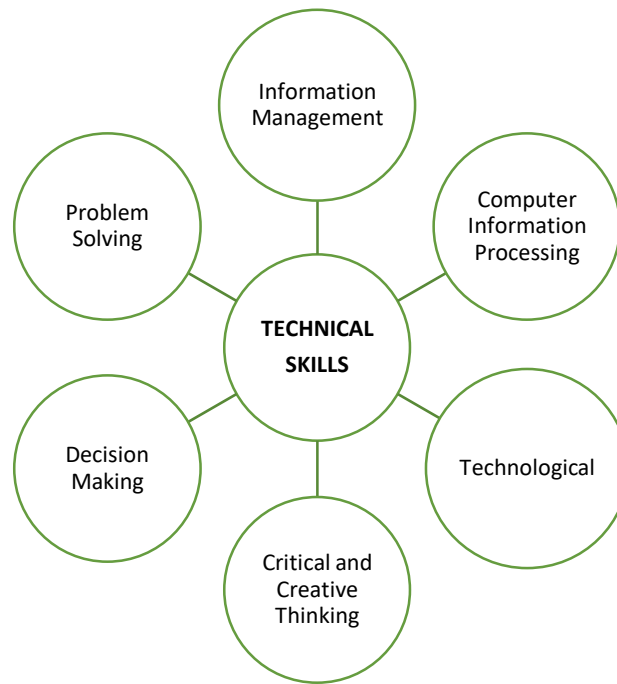 Information
Management
Computer
Information
Processing
Technological
Critical and
Creative
Thinking
Decision
Making
Problem
Solving
TECHNICAL
SKILLS